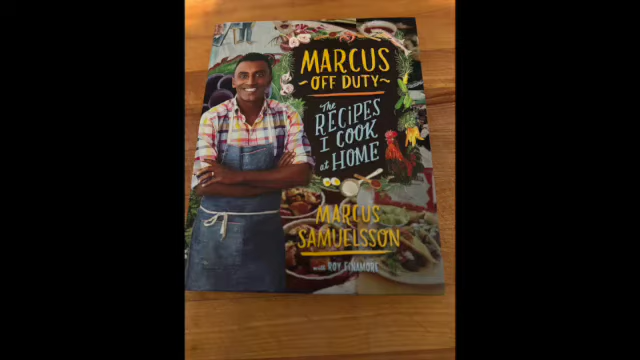 MARCUS
~OFF DUTY~
The
RECIPES
I COOK
at HOME
MARCUS
SAMUELSSON
with ROY FINAMORE